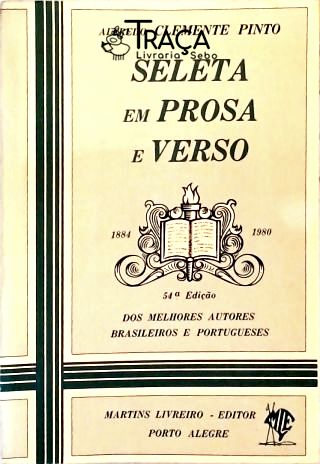 ALFREDO CLEMENTE PINTO
TRAÇA
Livraria Sebo
SELETA
EM PROSA
E VERSO
1884 1980
54ª Edição
DOS MELHORES AUTORES
BRASILEIROS E PORTUGUESES
MARTINS LIVREIRO - EDITOR
PORTO ALEGRE
MLE